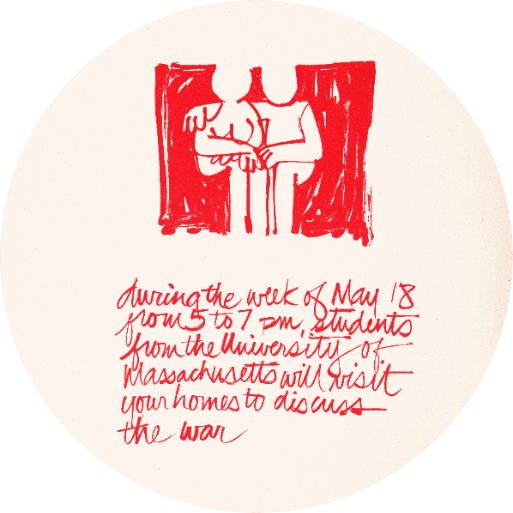 during the week of May 18
from 5 to 7 pm, students
from the University of
Massachusetts will visit
your homes to discuss
the war